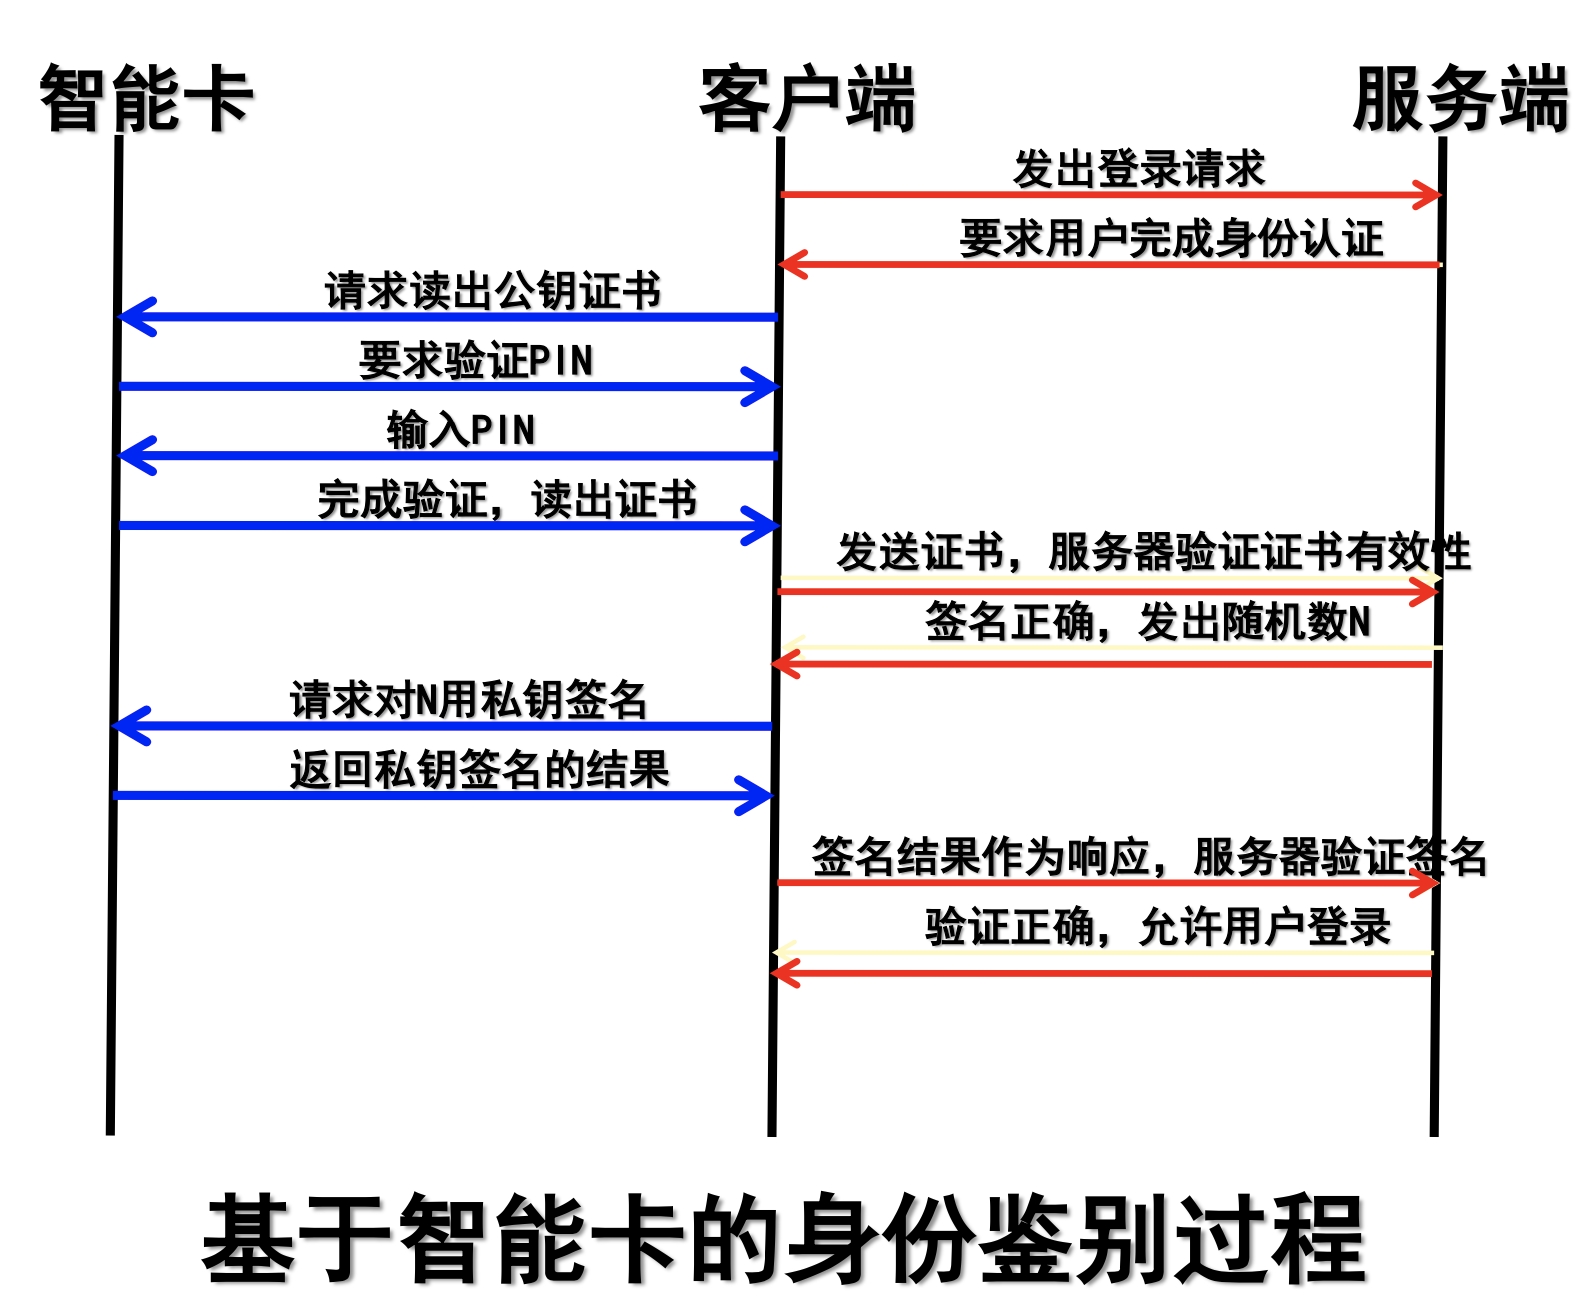 智能卡 客户端 服务端
发出登录请求
要求用户完成身份认证
请求读出公钥证书
要求验证PIN
输入PIN
完成验证，读出证书
发送证书，服务器验证证书有效性
签名正确，发出随机数N
请求对N用私钥签名
返回私钥签名的结果
签名结果作为响应，服务器验证签名
验证正确，允许用户登录
基于智能卡的身份鉴别过程